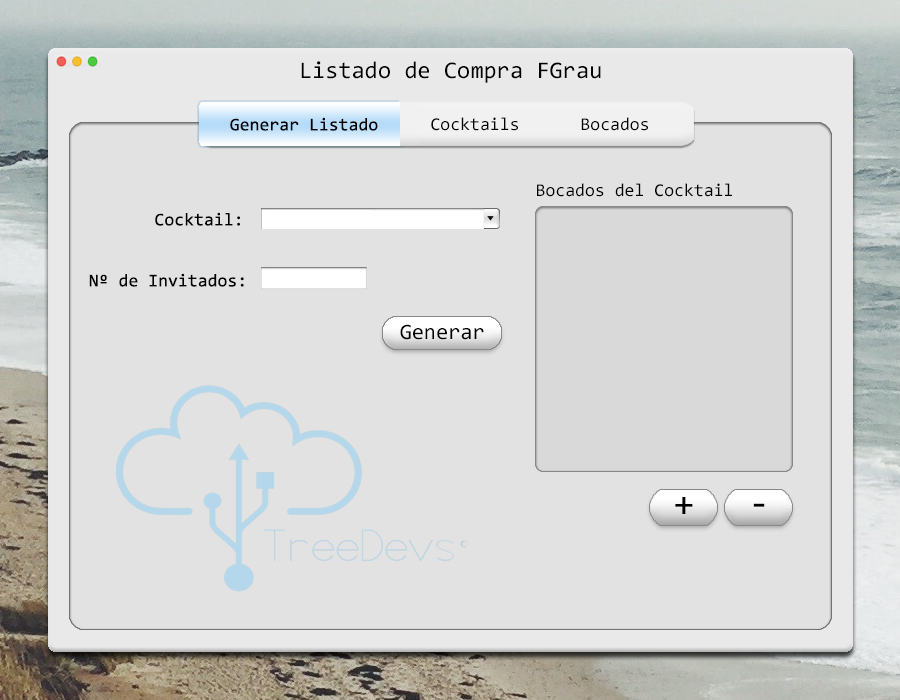 Listado de Compra FGrau
Generar Listado
Cocktails
Bocados
Bocados del Cocktail
Cocktail:
Nº de Invitados:
Generar
+
-
TreeDevs©